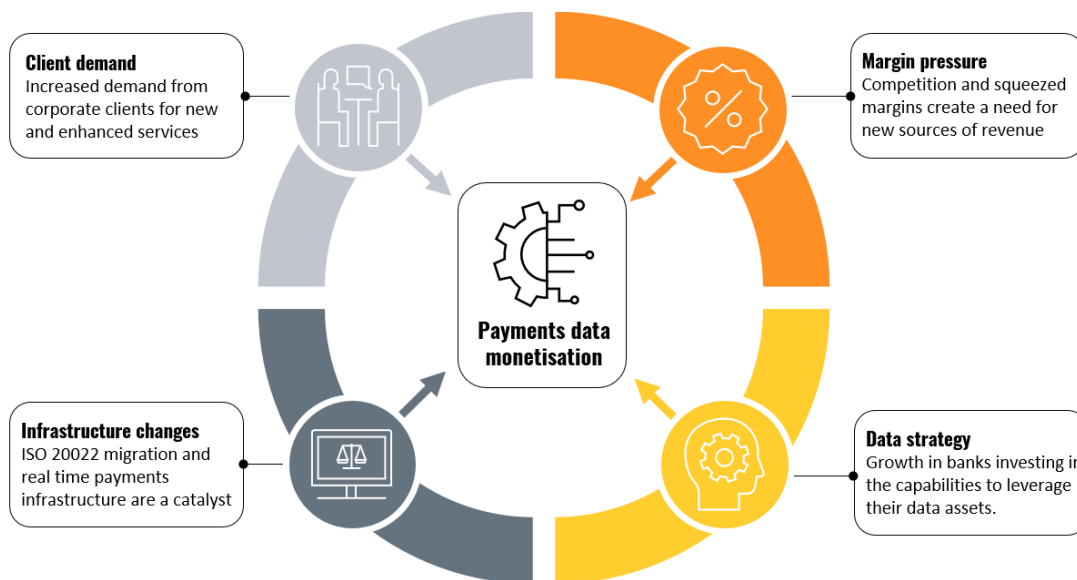 Client demand
Increased demand from
corporate clients for new
and enhanced services
Margin pressure
Competition and squeezed
margins create a need for
new sources of revenue
Payments data
monetisation
Infrastructure changes
ISO 20022 migration and
real time payments
infrastructure are a catalyst
Data strategy
Growth in banks investing in
the capabilities to leverage
their data assets.